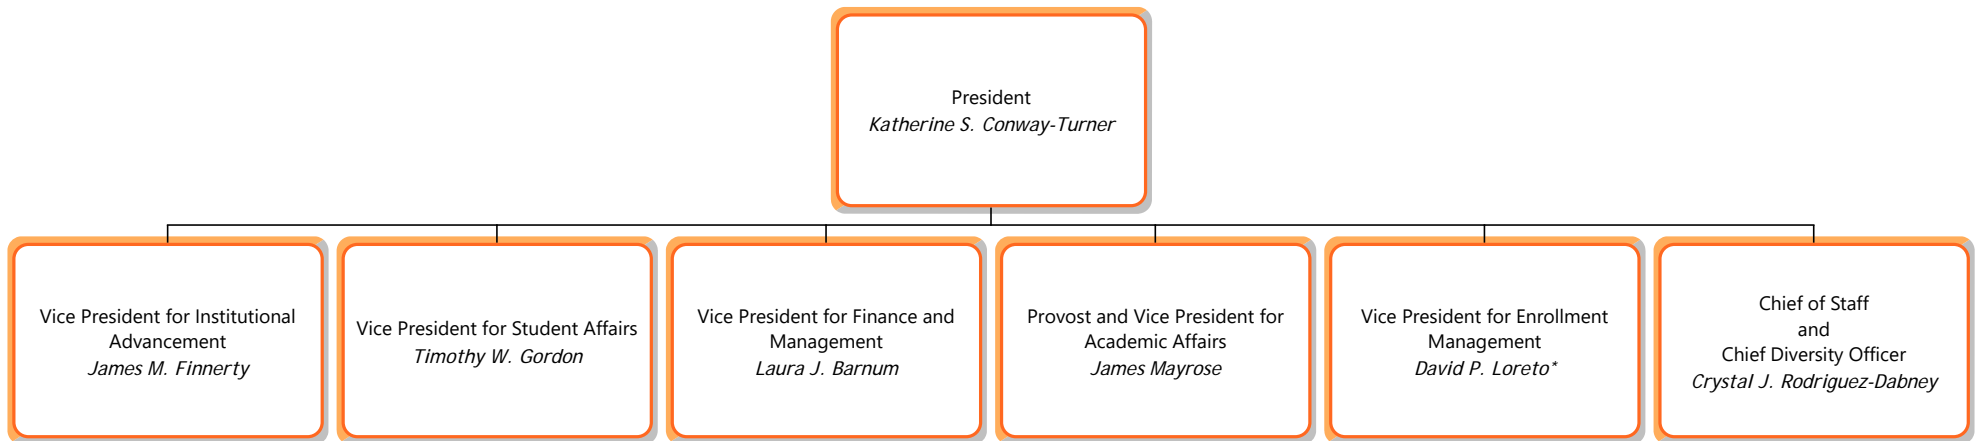 President
Katherine S. Conway-Turner
Vice President for Institutional
Advancement
James M. Finnerty
Vice President for Student Affairs
Timothy W. Gordon
Vice President for Finance and
Management
Laura J. Barnum
Provost and Vice President for
Academic Affairs
James Mayrose
Vice President for Enrollment
Management
David P. Loreto*
Chief of Staff
and
Chief Diversity Officer
Crystal J. Rodriguez-Dabney